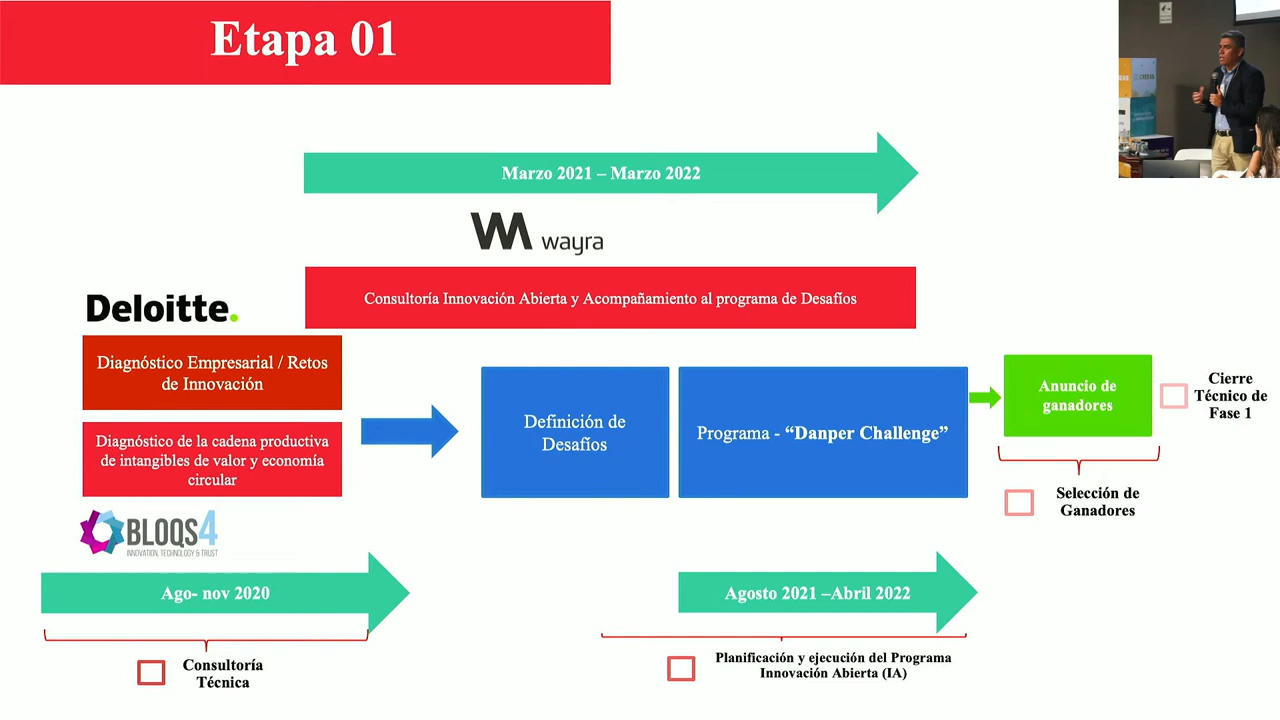 Etapa 01
Marzo 2021 – Marzo 2022
wayra
Consultoría Innovación Abierta y Acompañamiento al programa de Desafíos
Deloitte.
Diagnóstico Empresarial / Retos
de Innovación
Diagnóstico de la cadena productiva
de intangibles de valor y economía
circular
BLOQS4
INNOVATION, TECHNOLOGY & TRUST
Definición de
Desafíos
Programa - “Danper Challenge”
Anuncio de
ganadores
Cierre
Técnico de
Fase 1
Selección de
Ganadores
Ago- nov 2020
Agosto 2021 –Abril 2022
Consultoría
Técnica
Planificación y ejecución del Programa
Innovación Abierta (IA)